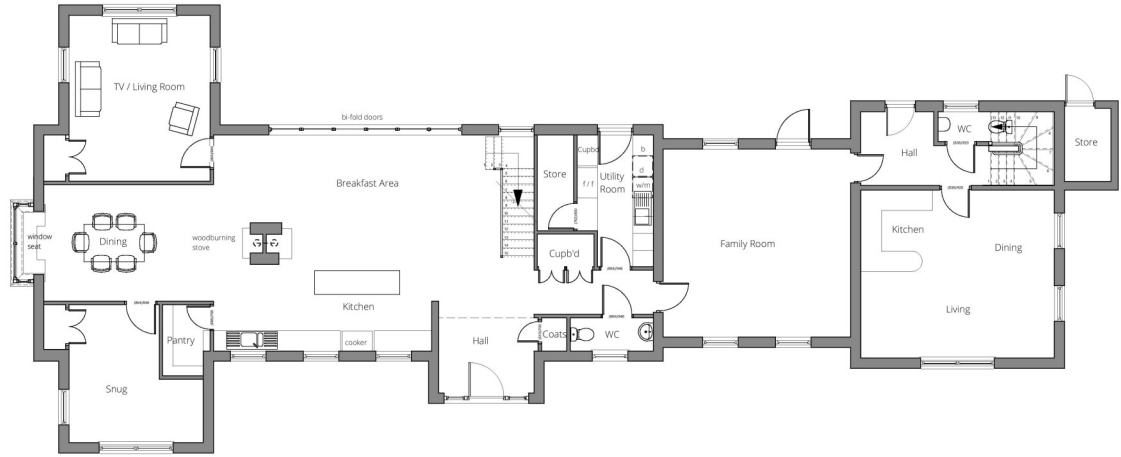 TV / Living Room
bi-fold doors
Breakfast Area
window
seat
Dining
woodburning
stove
Kitchen
cooker
Pantry
Snug
Hall
Coats
WC
Cupb'd
Store
Cupbd
f / f
Utility
Room
b
d
w/m
Family Room
Hall
WC
Store
Kitchen
Dining
Living